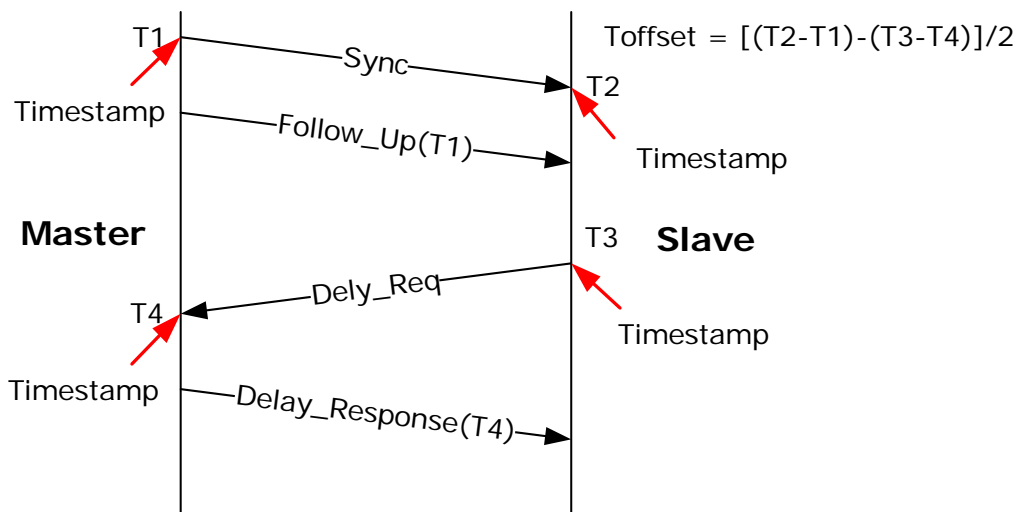 T1
Toffset = [(T2-T1)-(T3-T4)]/2
Sync
T2
Timestamp
Follow_Up(T1)
Timestamp
Master
T3
Slave
Dely_Req
T4
Timestamp
Timestamp
Delay_Response(T4)